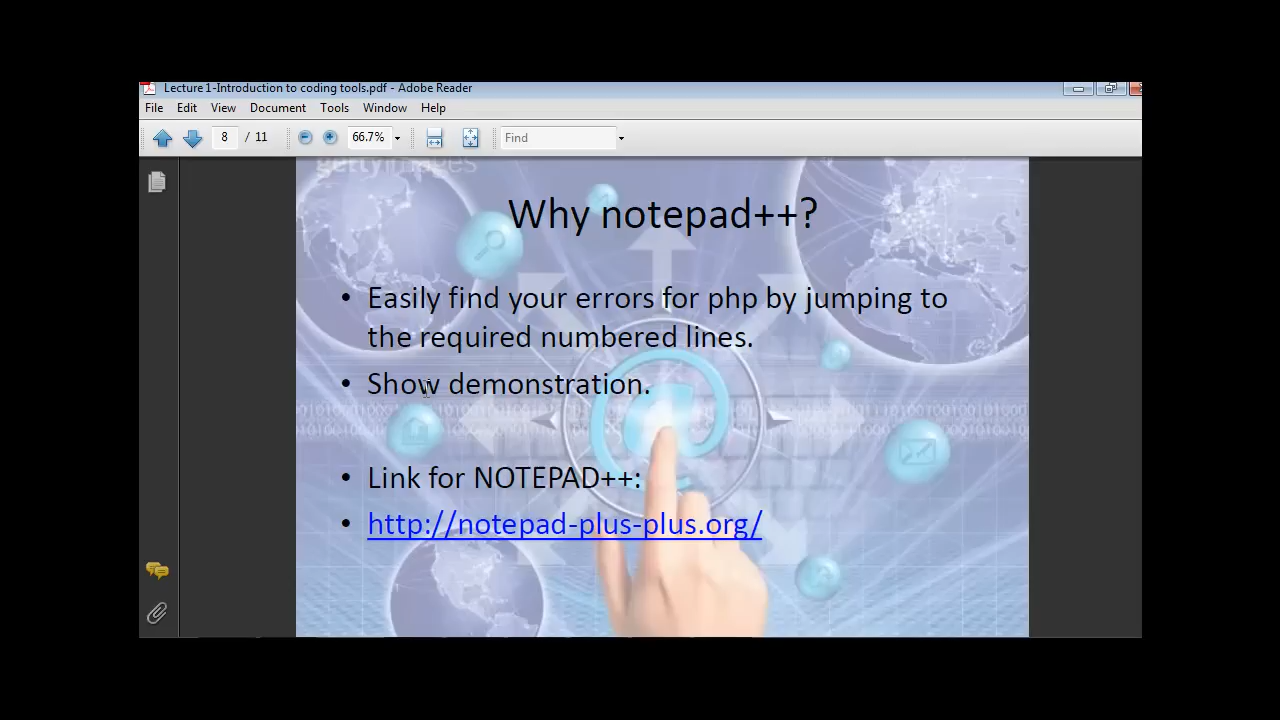 Lecture 1-Introduction to coding tools.pdf - Adobe Reader
File Edit View Document Tools Window Help
8 / 11 66.7% Find
gettyimages
Why notepad++?
• Easily find your errors for php by jumping to
the required numbered lines.
• Show demonstration.
• Link for NOTEPAD++:
• http://notepad-plus-plus.org/